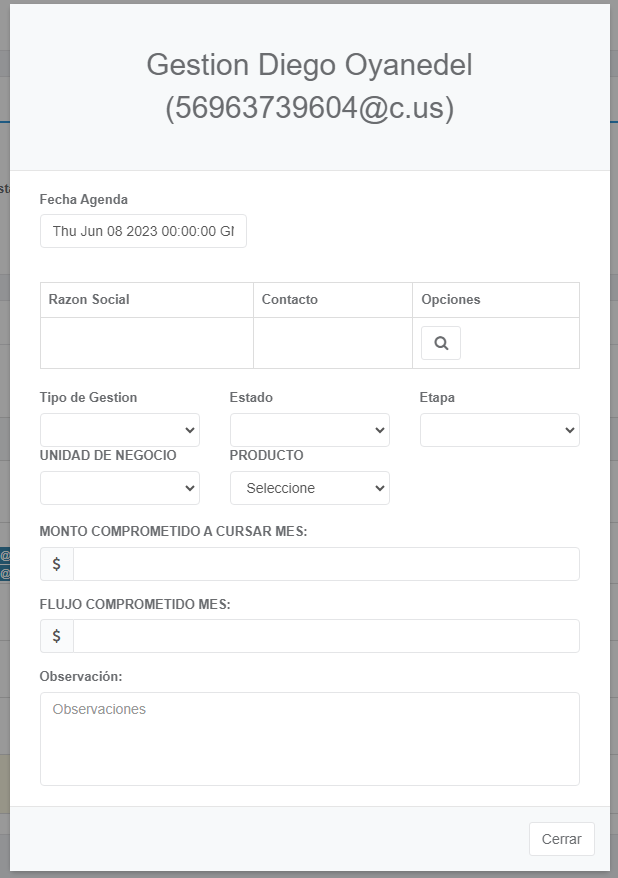 Gestion Diego Oyanedel
(56963739604@c.us)
Fecha Agenda
Thu Jun 08 2023 00:00:00 GM
Razon Social Contacto Opciones
Tipo de Gestion Estado Etapa
UNIDAD DE NEGOCIO PRODUCTO
Seleccione
MONTO COMPROMETIDO A CURSAR MES:
$
FLUJO COMPROMETIDO MES:
$
Observación:
Observaciones
Cerrar